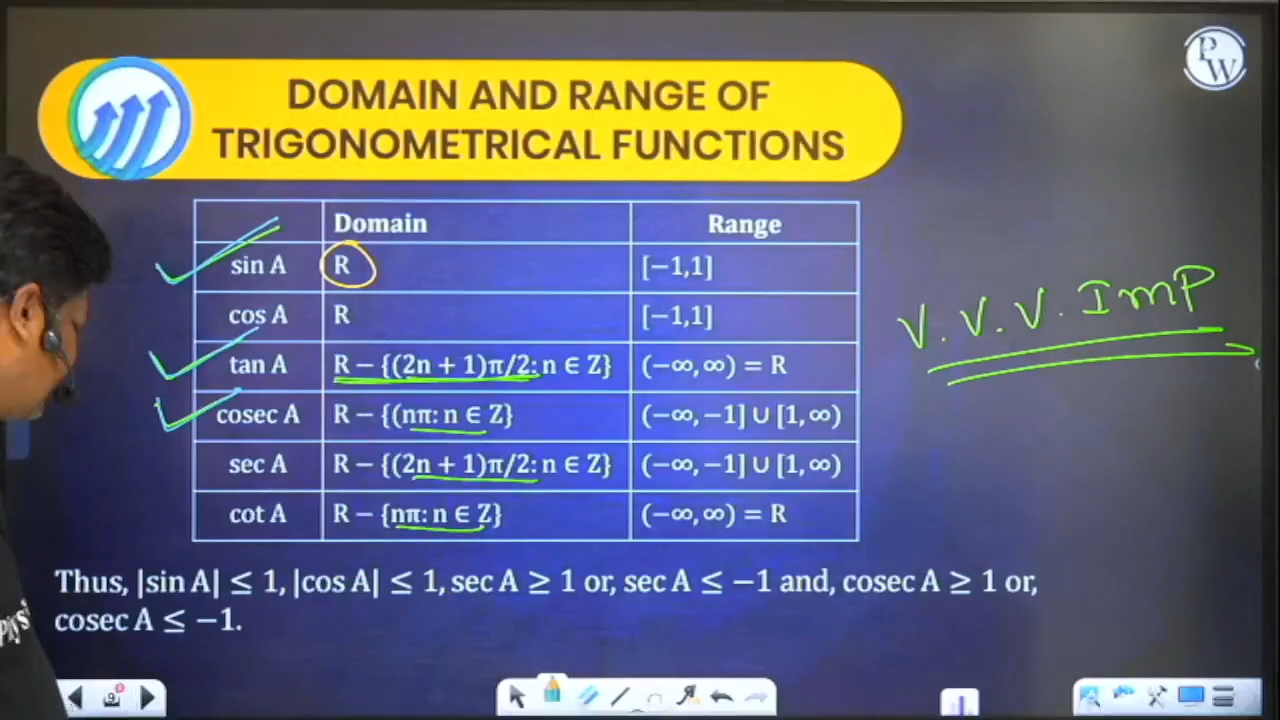 PW
DOMAIN AND RANGE OF
TRIGONOMETRICAL FUNCTIONS
Domain Range
sin A R [−1,1]
cos A R [−1,1]
tan A R − {(2n + 1)π/2: n ∈ Z} (−∞, ∞) = R
cosec A R − {(nπ: n ∈ Z} (−∞, −1] ∪ [1, ∞)
sec A R − {(2n + 1)π/2: n ∈ Z} (−∞, −1] ∪ [1, ∞)
cot A R − {nπ: n ∈ Z} (−∞, ∞) = R
V. V. V. ImP
Thus, |sin A| ≤ 1, |cos A| ≤ 1, sec A ≥ 1 or, sec A ≤ −1 and, cosec A ≥ 1 or,
cosec A ≤ −1.